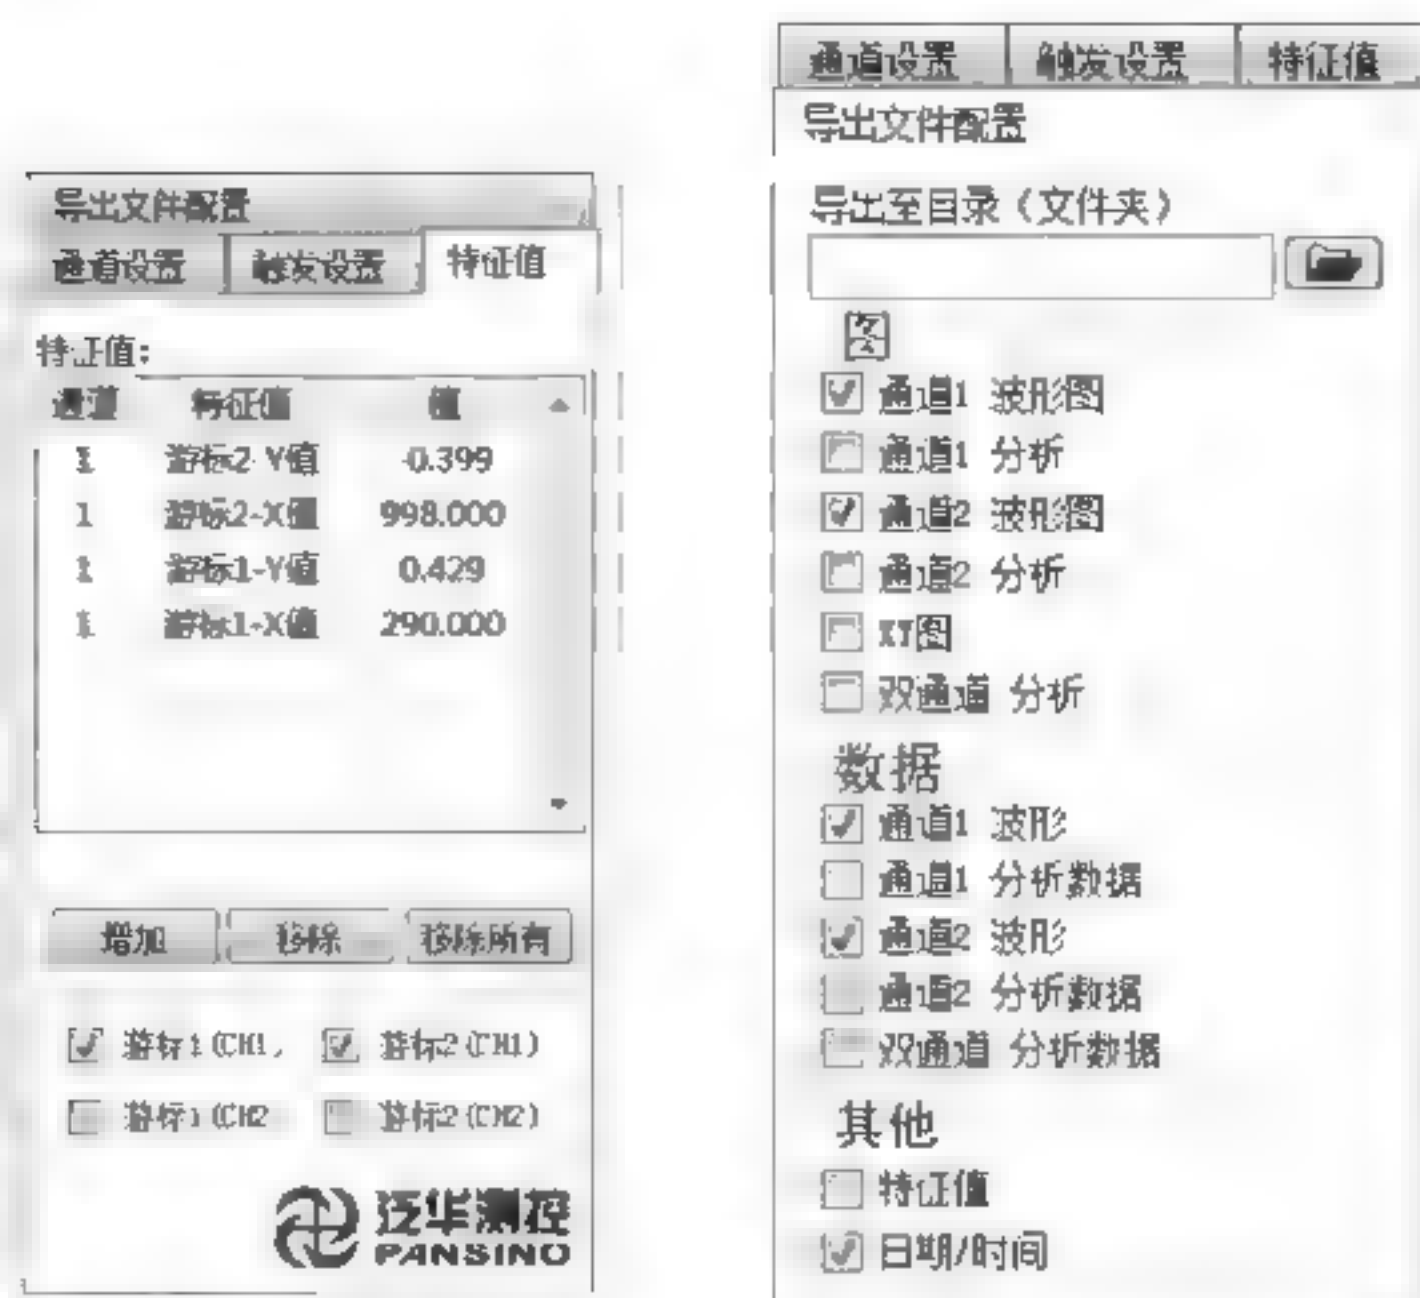 导出文件配置
通道设置 触发设置 特征值
特征值:
通道 特征值 值
1 游标2-Y值 -0.399
1 游标2-X值 998.000
1 游标1-Y值 0.429
1 游标1-X值 290.000
增加 移除 移除所有
游标1(CH1, 游标2(CH1)
游标1(CH2 游标2(CH2)
泛华测控
PANSINO
通道设置 触发设置 特征值
导出文件配置
导出至目录(文件夹)
图
通道1 波形图
通道1 分析
通道2 波形图
通道2 分析
XY图
双通道 分析
数据
通道1 波形
通道1 分析数据
通道2 波形
通道2 分析数据
双通道 分析数据
其他
特征值
日期/时间